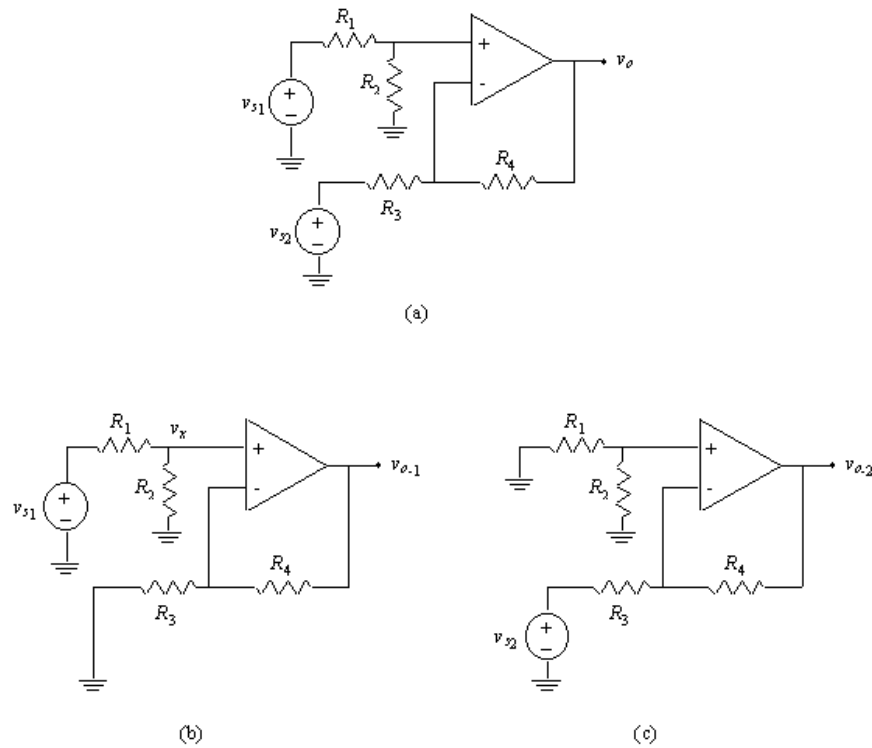 R1
+
vo
R2
-
+
vs1
−
R4
R3
+
vs2
−
(a)
R1
vx
+
vo-1
R2
-
+
vs1
−
R4
R3
(b)
R1
+
vo-2
R2
-
R4
R3
+
vs2
−
(c)